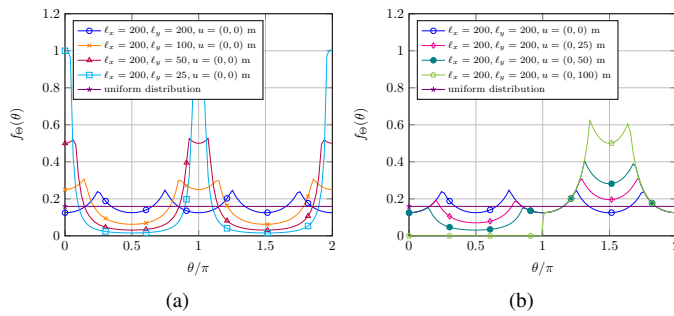 ℓx = 200, ℓy = 200, u = (0, 0) m
ℓx = 200, ℓy = 100, u = (0, 0) m
ℓx = 200, ℓy = 50, u = (0, 0) m
ℓx = 200, ℓy = 25, u = (0, 0) m
uniform distribution
1.2
1
0.8
0.6
0.4
0.2
0
fΘ(θ)
0 0.5 1 1.5 2
θ/π
(a)
ℓx = 200, ℓy = 200, u = (0, 0) m
ℓx = 200, ℓy = 200, u = (0, 25) m
ℓx = 200, ℓy = 200, u = (0, 50) m
ℓx = 200, ℓy = 200, u = (0, 100) m
uniform distribution
1.2
1
0.8
0.6
0.4
0.2
0
fΘ(θ)
0 0.5 1 1.5 2
θ/π
(b)